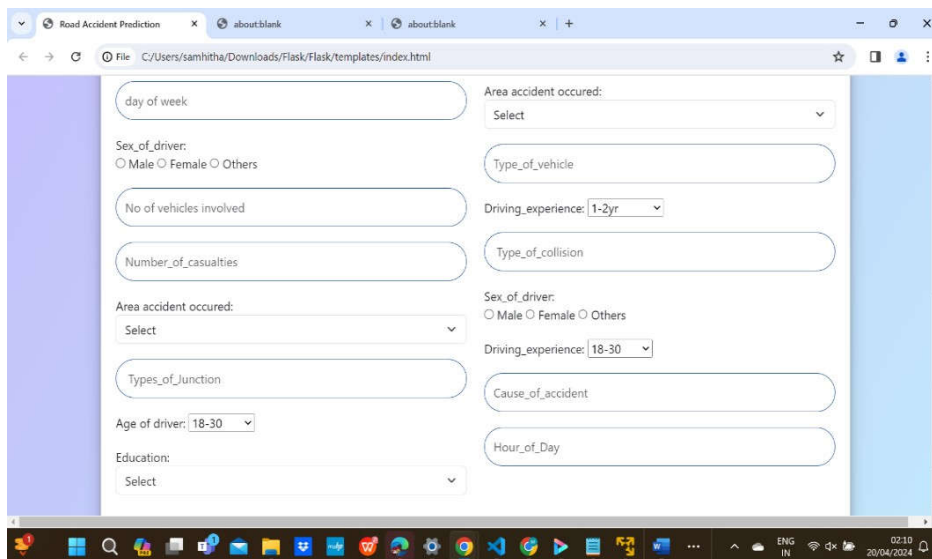 Road Accident Prediction
about:blank
about:blank
File C:/Users/samhitha/Downloads/Flask/Flask/templates/index.html
day of week
Sex_of_driver:
Male Female Others
No of vehicles involved
Number_of_casualties
Area accident occured:
Select
Types_of_Junction
Age of driver: 18-30
Education:
Select
Area accident occured:
Select
Type_of_vehicle
Driving_experience: 1-2yr
Type_of_collision
Sex_of_driver:
Male Female Others
Driving_experience: 18-30
Cause_of_accident
Hour_of_Day
ENG
IN
02:10
20/04/2024